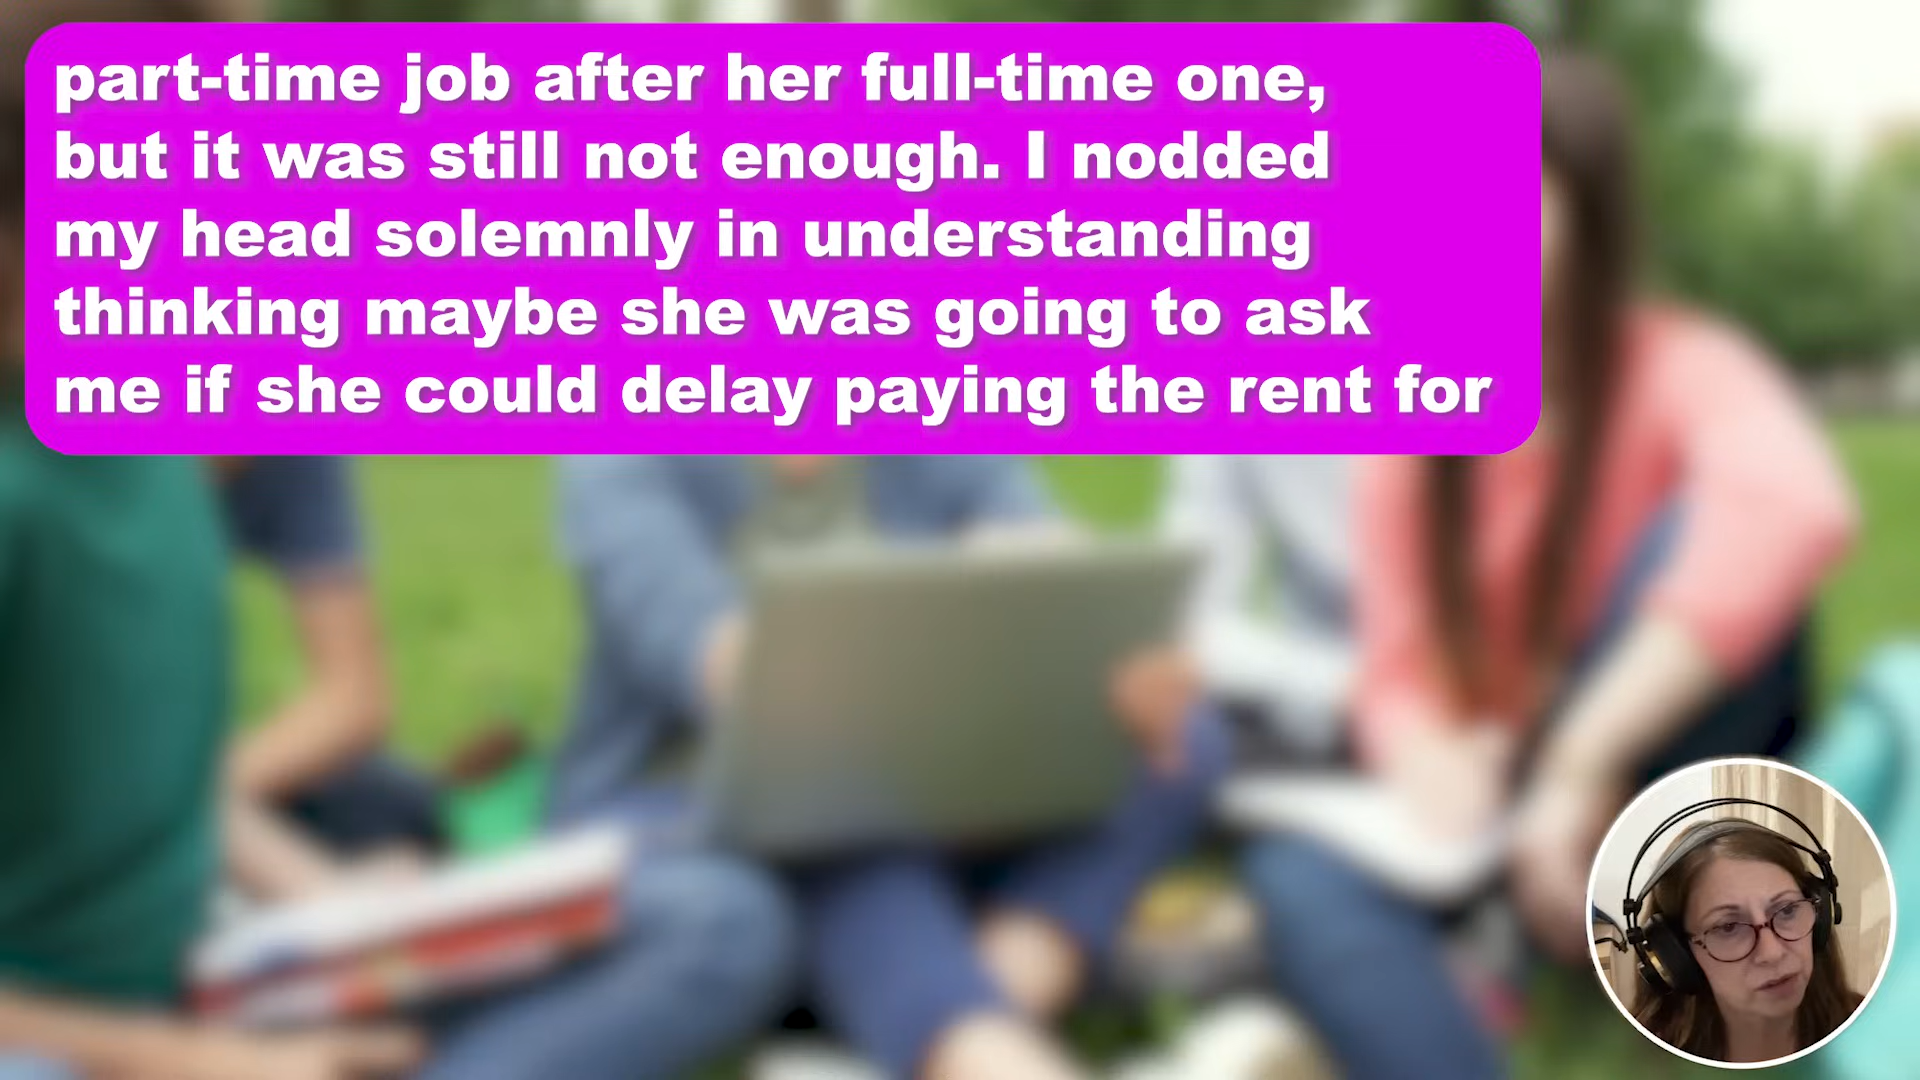 part-time job after her full-time one,
but it was still not enough. I nodded
my head solemnly in understanding
thinking maybe she was going to ask
me if she could delay paying the rent for